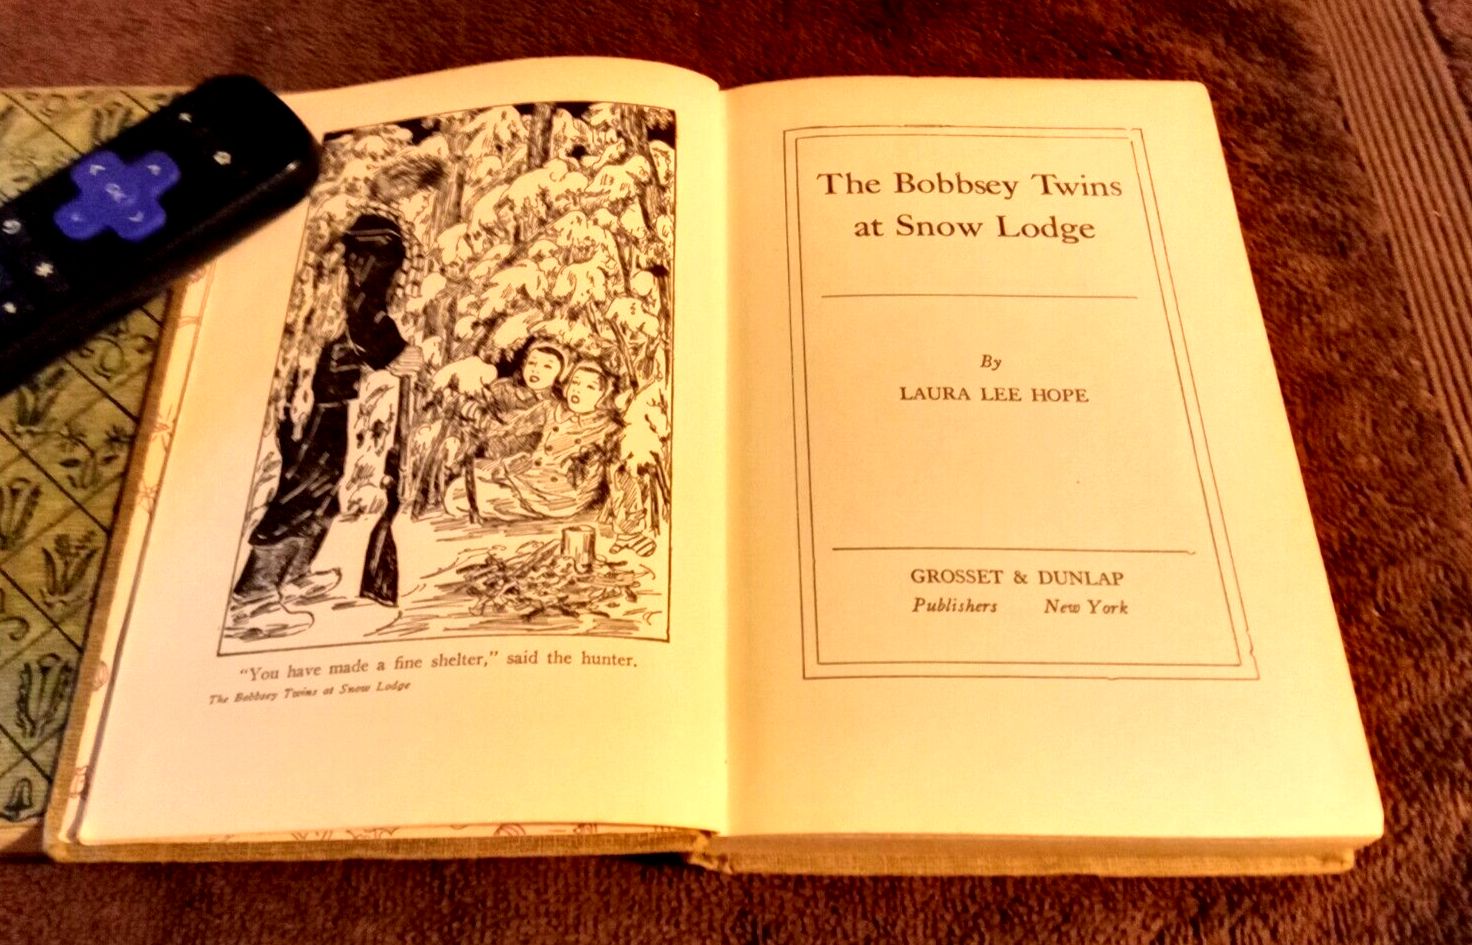 OK
"You have made a fine shelter," said the hunter.
The Bobbsey Twins at Snow Lodge
The Bobbsey Twins
at Snow Lodge
By
LAURA LEE HOPE
GROSSET & DUNLAP
Publishers New York